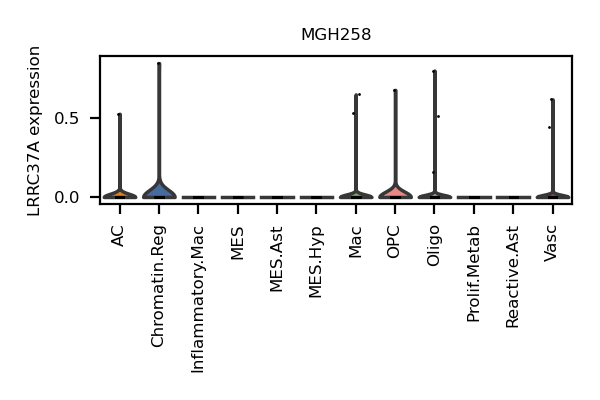 MGH258
LRRC37A expression
0.5
0.0
AC
Chromatin.Reg
Inflammatory.Mac
MES
MES.Ast
MES.Hyp
Mac
OPC
Oligo
Prolif.Metab
Reactive.Ast
Vasc